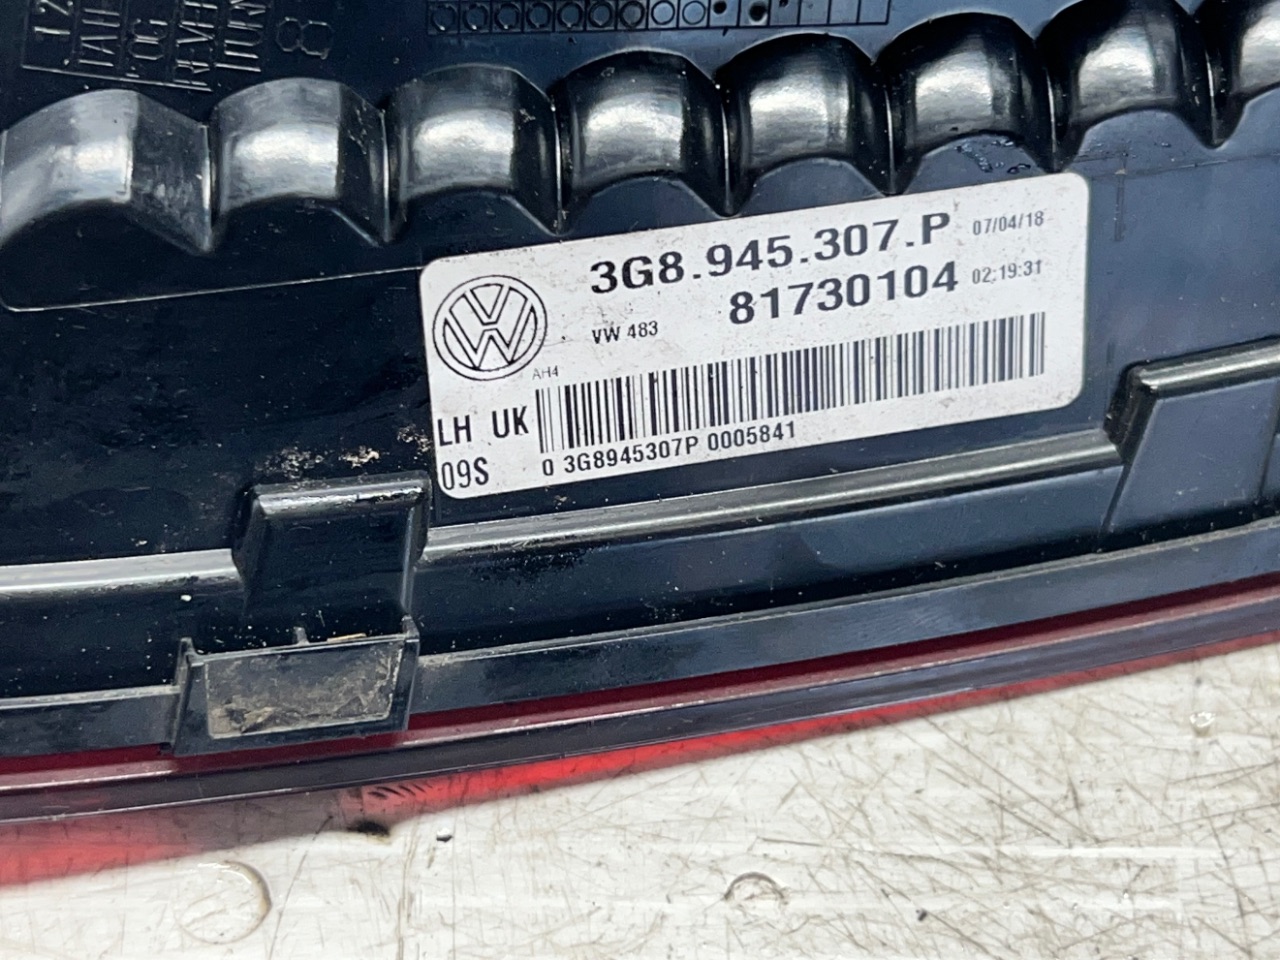 8
3G8.945.307.P 07/04/18
81730104 02:19:31
VW 483
AH4
LH UK
09S
0 3G8945307P 0005841